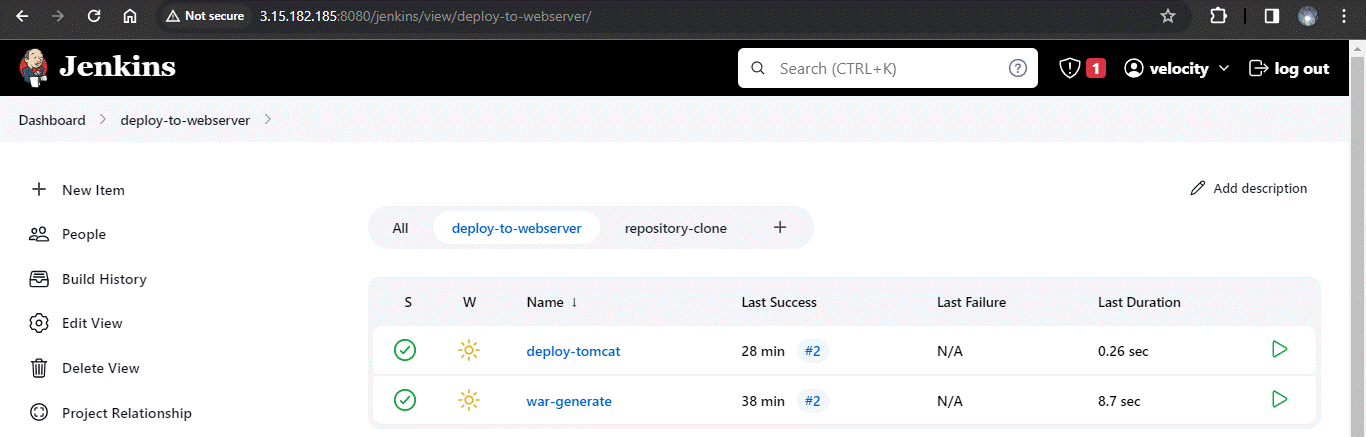 Not secure 3.15.182.185:8080/jenkins/view/deploy-to-webserver/
Jenkins Search (CTRL+K) ? 1 velocity log out
Dashboard > deploy-to-webserver >
New Item
People
Build History
Edit View
Delete View
Project Relationship
Add description
All deploy-to-webserver repository-clone +
S W Name ↓ Last Success Last Failure Last Duration
deploy-tomcat 28 min #2 N/A 0.26 sec
war-generate 38 min #2 N/A 8.7 sec